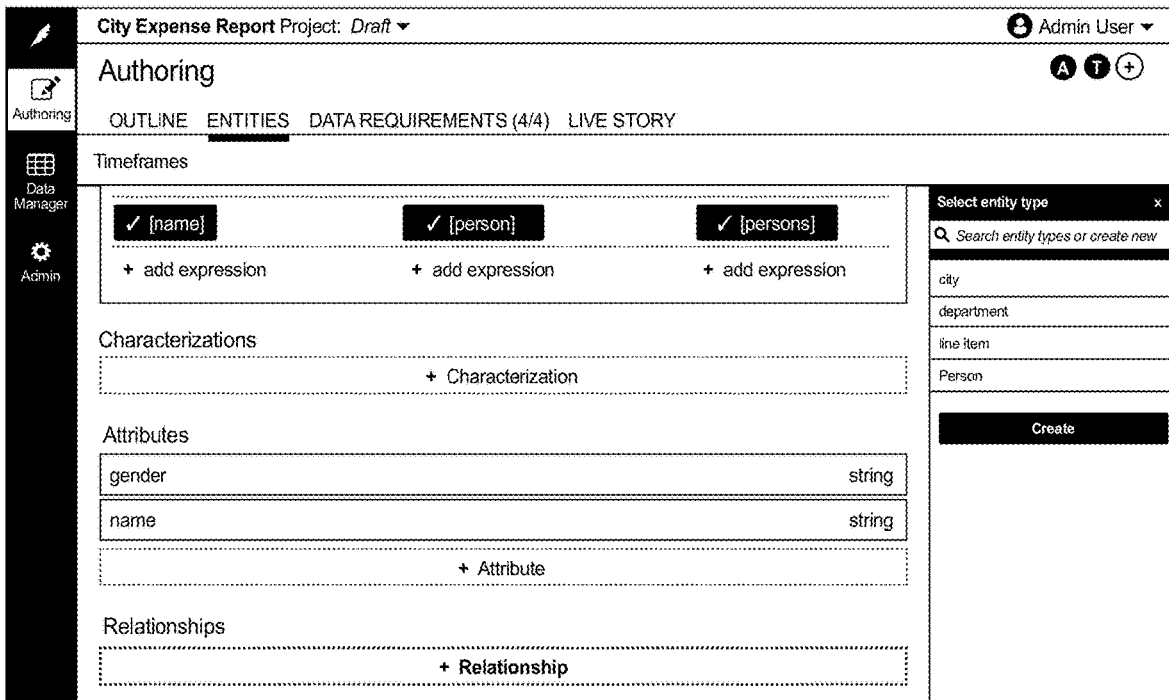 City Expense Report Project: Draft
Admin User
Authoring
A T +
Authoring
OUTLINE ENTITIES DATA REQUIREMENTS (4/4) LIVE STORY
Timeframes
Data
Manager
Admin
✓ [name] ✓ [person] ✓ [persons]
+ add expression + add expression + add expression
Characterizations
+ Characterization
Attributes
gender string
name string
+ Attribute
Relationships
+ Relationship
Select entity type x
Search entity types or create new
city
department
line item
Person
Create